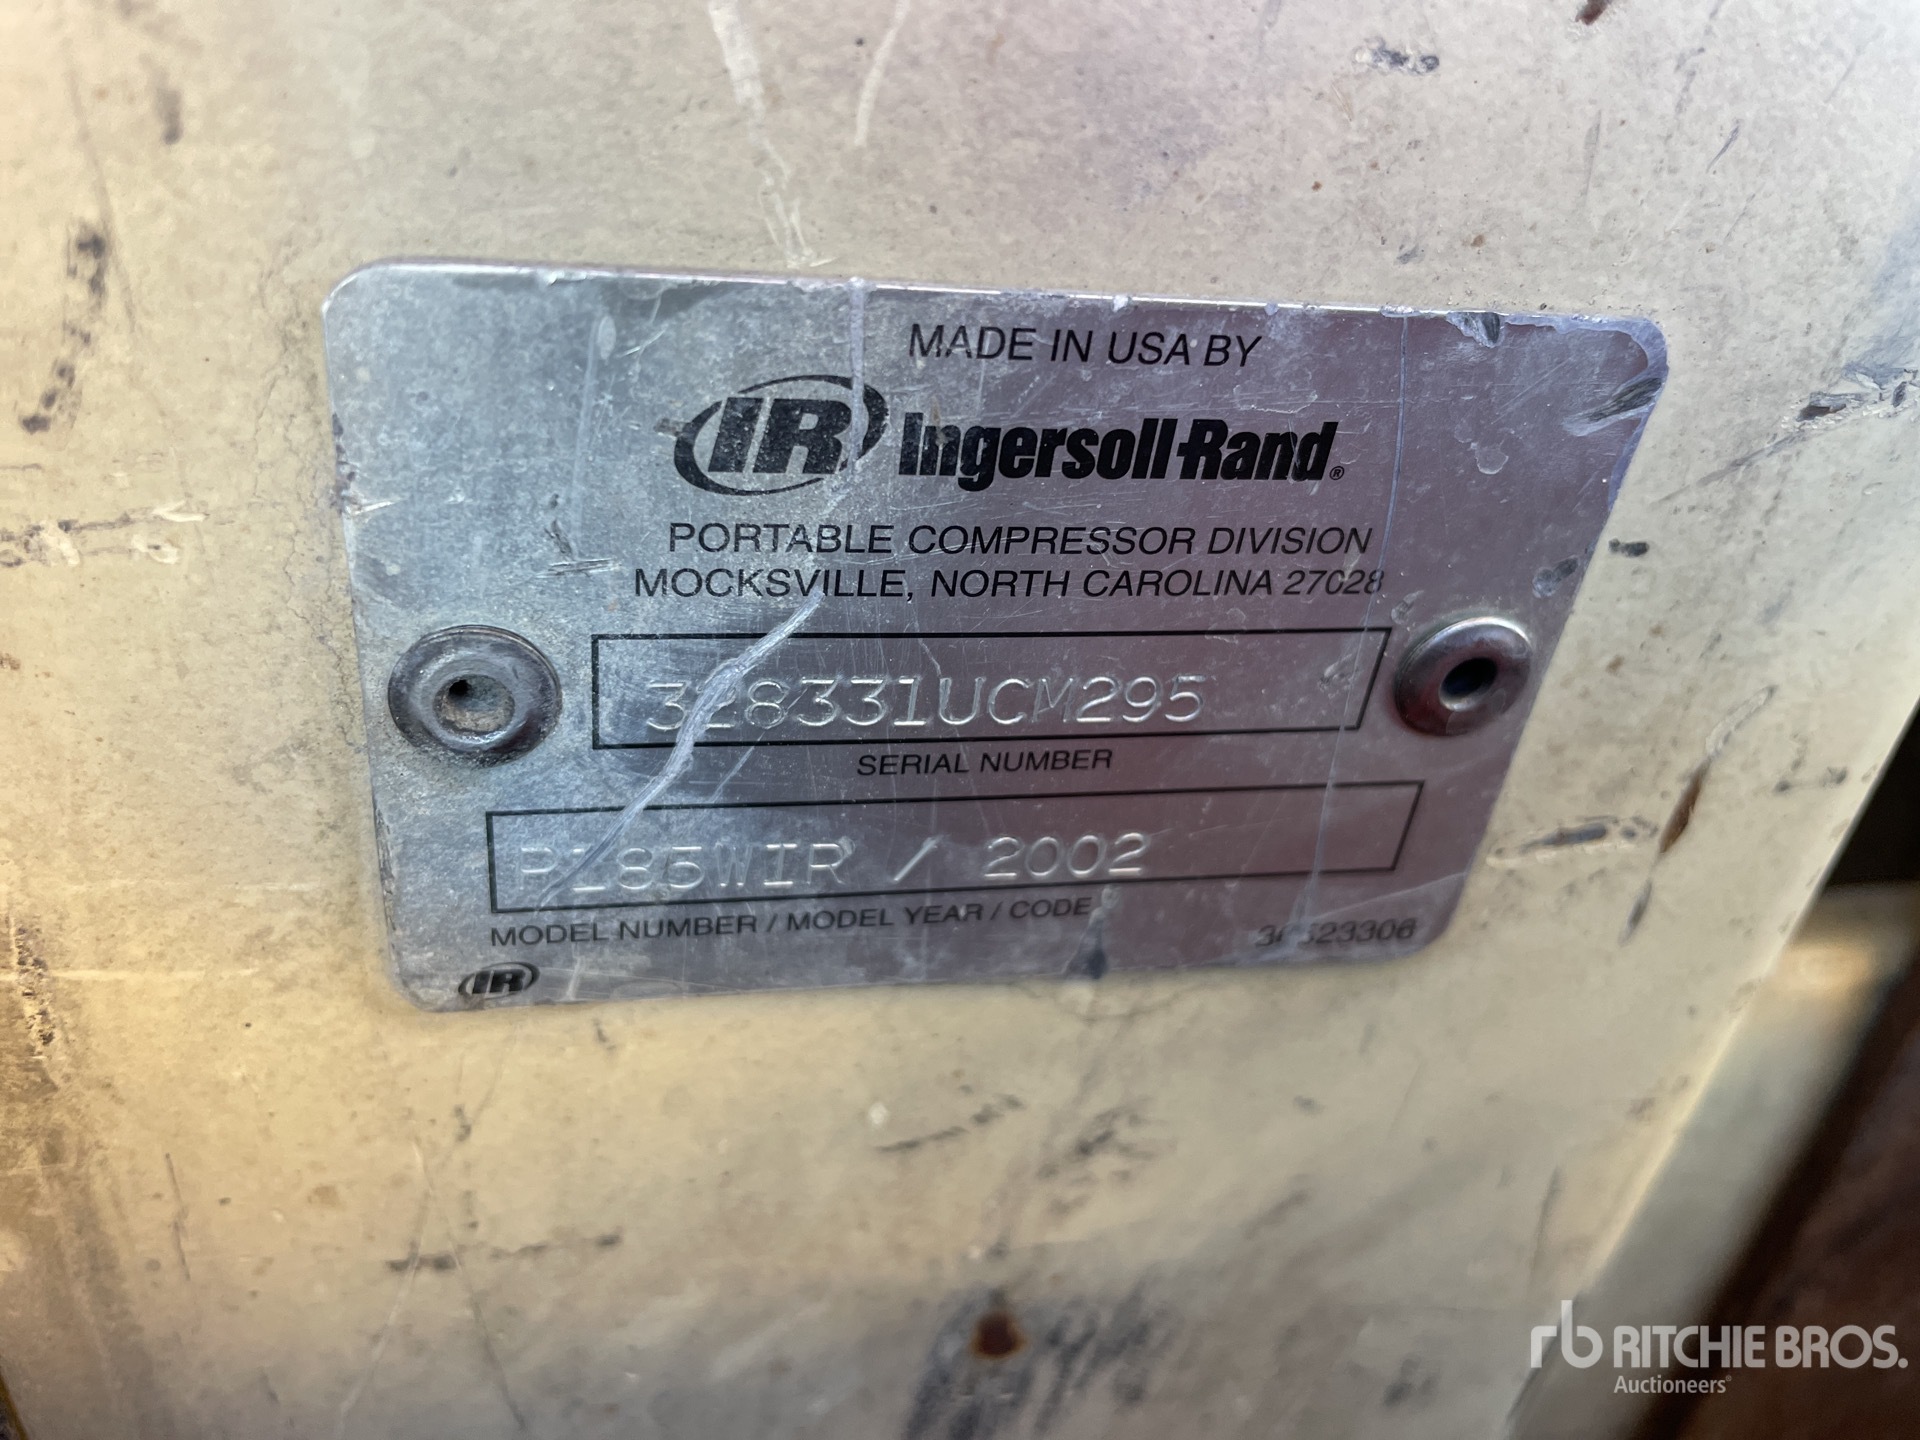 MADE IN USA BY
IR Ingersoll-Rand®
PORTABLE COMPRESSOR DIVISION
MOCKSVILLE, NORTH CAROLINA 27028
328331UCM295
SERIAL NUMBER
P185WIR / 2002
MODEL NUMBER / MODEL YEAR / CODE
IR
rb RITCHIE BROS.
Auctioneers®